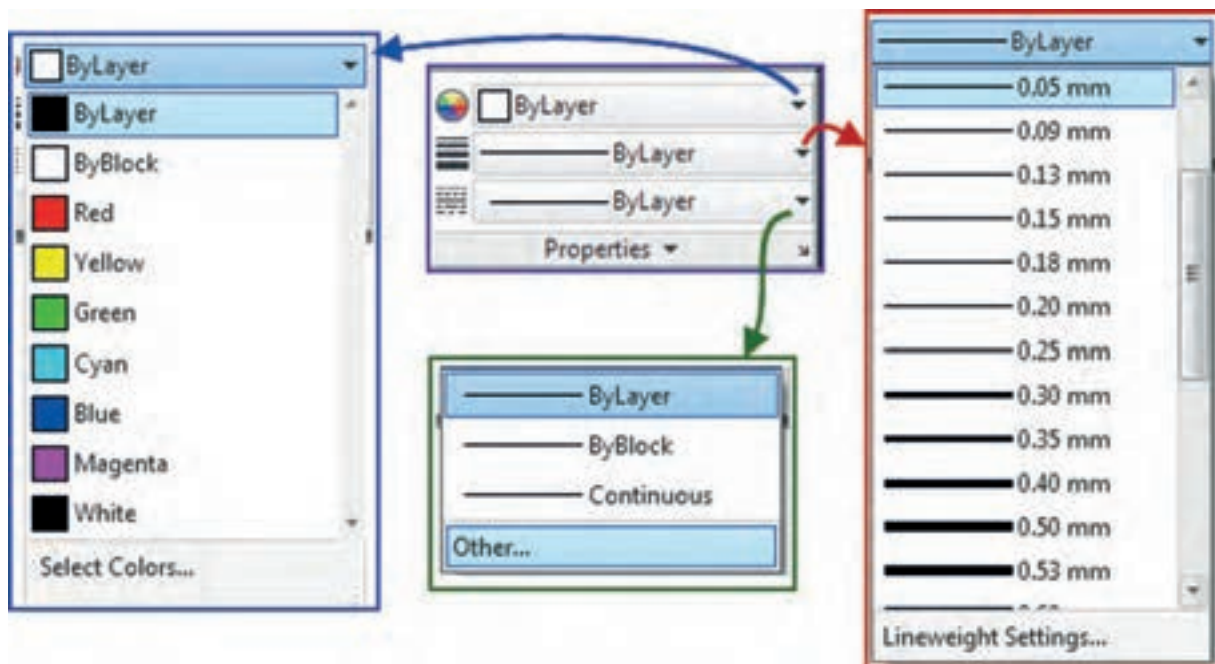 ByLayer
ByLayer
ByBlock
Red
Yellow
Green
Cyan
Blue
Magenta
White
Select Colors...
ByLayer
ByLayer
ByLayer
Properties
ByLayer
ByBlock
Continuous
Other...
ByLayer
0.05 mm
0.09 mm
0.13 mm
0.15 mm
0.18 mm
0.20 mm
0.25 mm
0.30 mm
0.35 mm
0.40 mm
0.50 mm
0.53 mm
Lineweight Settings...